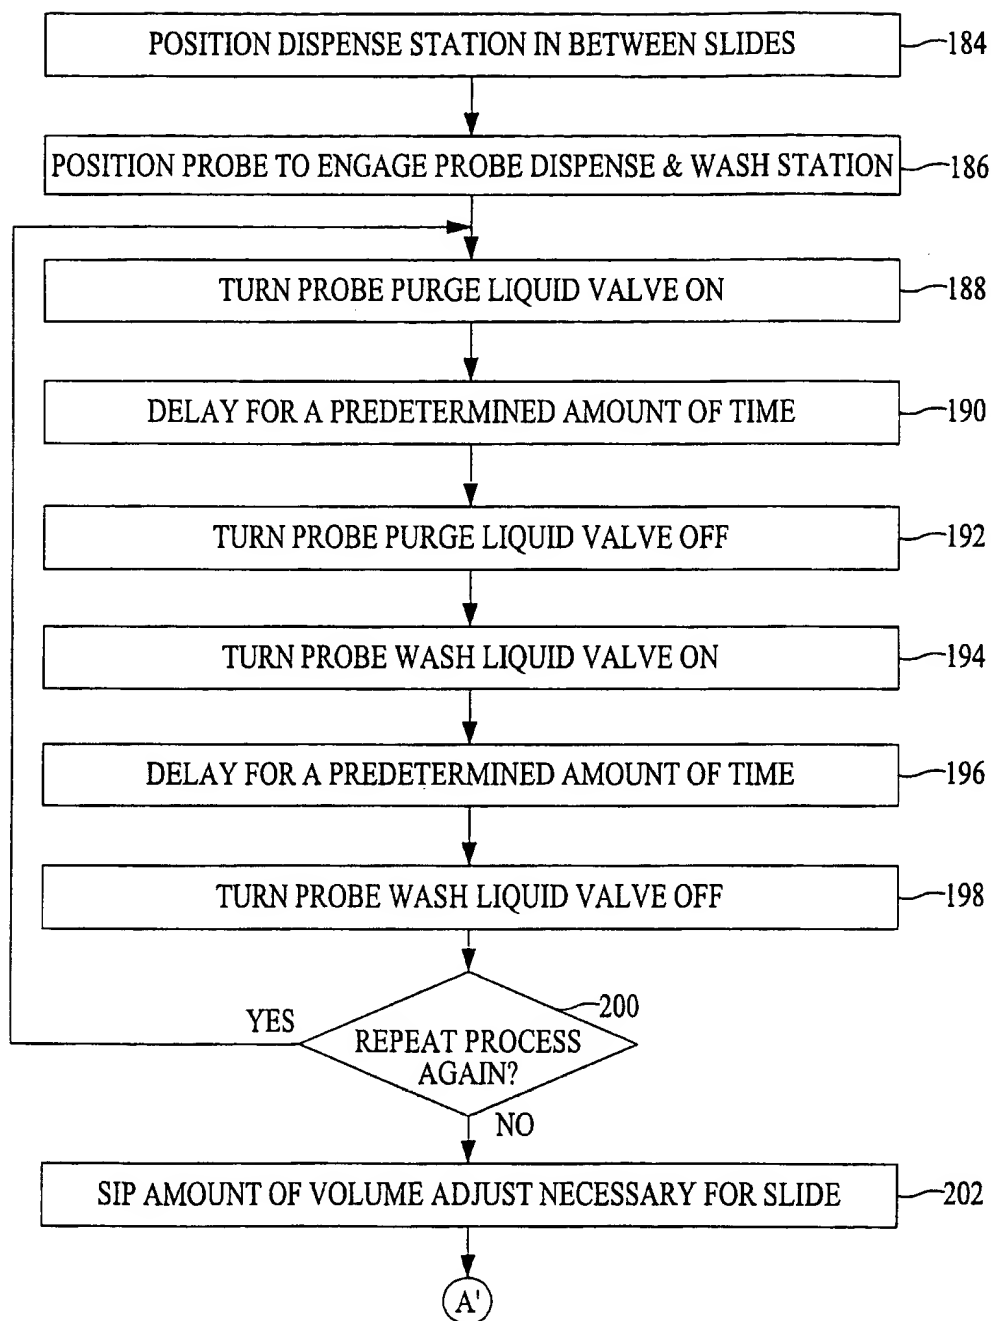 POSITION DISPENSE STATION IN BETWEEN SLIDES
184
POSITION PROBE TO ENGAGE PROBE DISPENSE & WASH STATION
186
TURN PROBE PURGE LIQUID VALVE ON
188
DELAY FOR A PREDETERMINED AMOUNT OF TIME
190
TURN PROBE PURGE LIQUID VALVE OFF
192
TURN PROBE WASH LIQUID VALVE ON
194
DELAY FOR A PREDETERMINED AMOUNT OF TIME
196
TURN PROBE WASH LIQUID VALVE OFF
198
200
YES
REPEAT PROCESS
AGAIN?
NO
SIP AMOUNT OF VOLUME ADJUST NECESSARY FOR SLIDE
202
A'